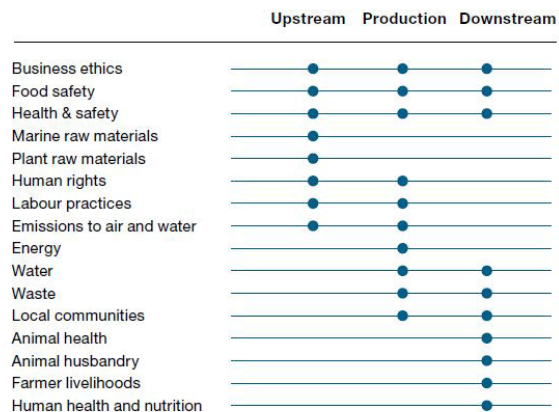 Upstream Production Downstream
Business ethics
Food safety
Health & safety
Marine raw materials
Plant raw materials
Human rights
Labour practices
Emissions to air and water
Energy
Water
Waste
Local communities
Animal health
Animal husbandry
Farmer livelihoods
Human health and nutrition